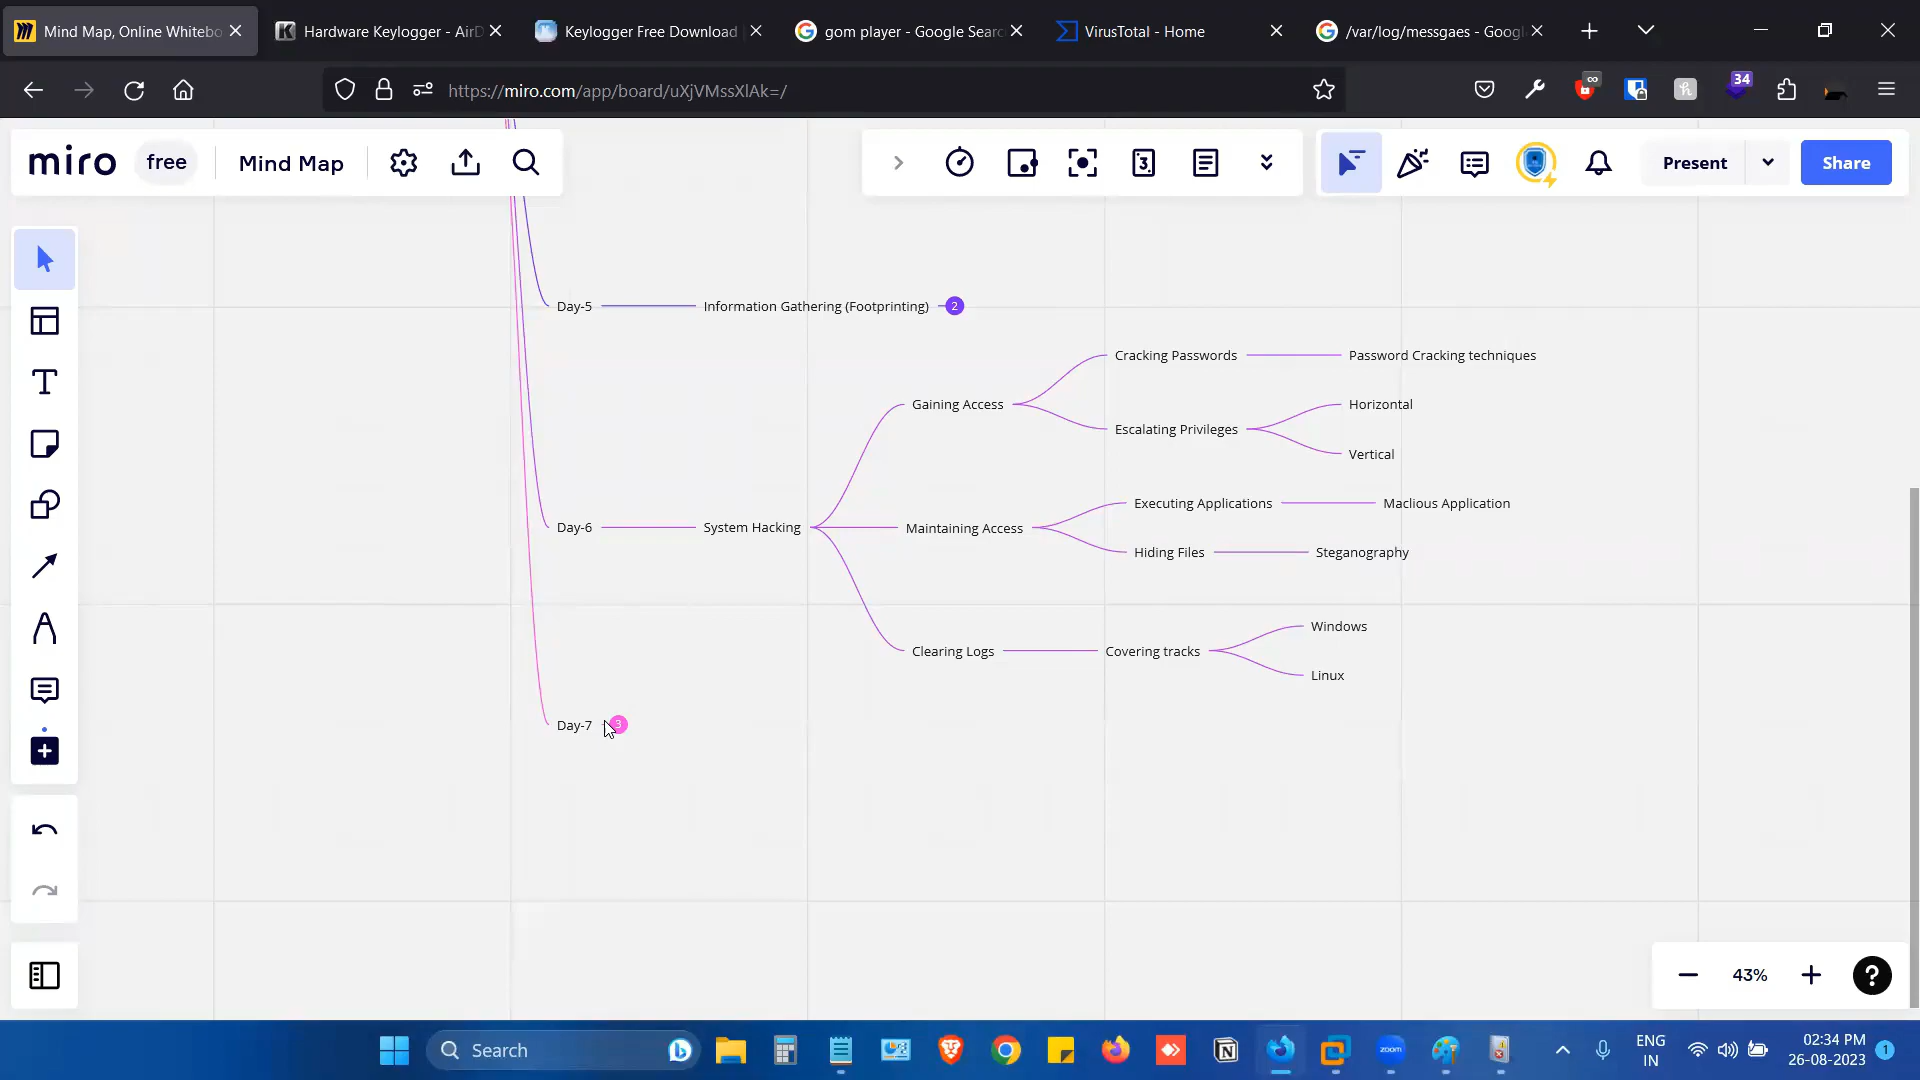 Mind Map, Online Whitebo
Hardware Keylogger - AirD
Keylogger Free Download
gom player - Google Searc
VirusTotal - Home
/var/log/messgaes - Googl
https://miro.com/app/board/uXjVMssXlAk=/
34
miro
free
Mind Map
3
Present
Share
Day-5
Information Gathering (Footprinting)
2
Cracking Passwords
Password Cracking techniques
Gaining Access
Horizontal
Escalating Privileges
Vertical
Executing Applications
Maclious Application
Day-6
System Hacking
Maintaining Access
Hiding Files
Steganography
Windows
Clearing Logs
Covering tracks
Linux
Day-7
3
43%
?
Search
zoom
ENG
IN
02:34 PM
26-08-2023
1